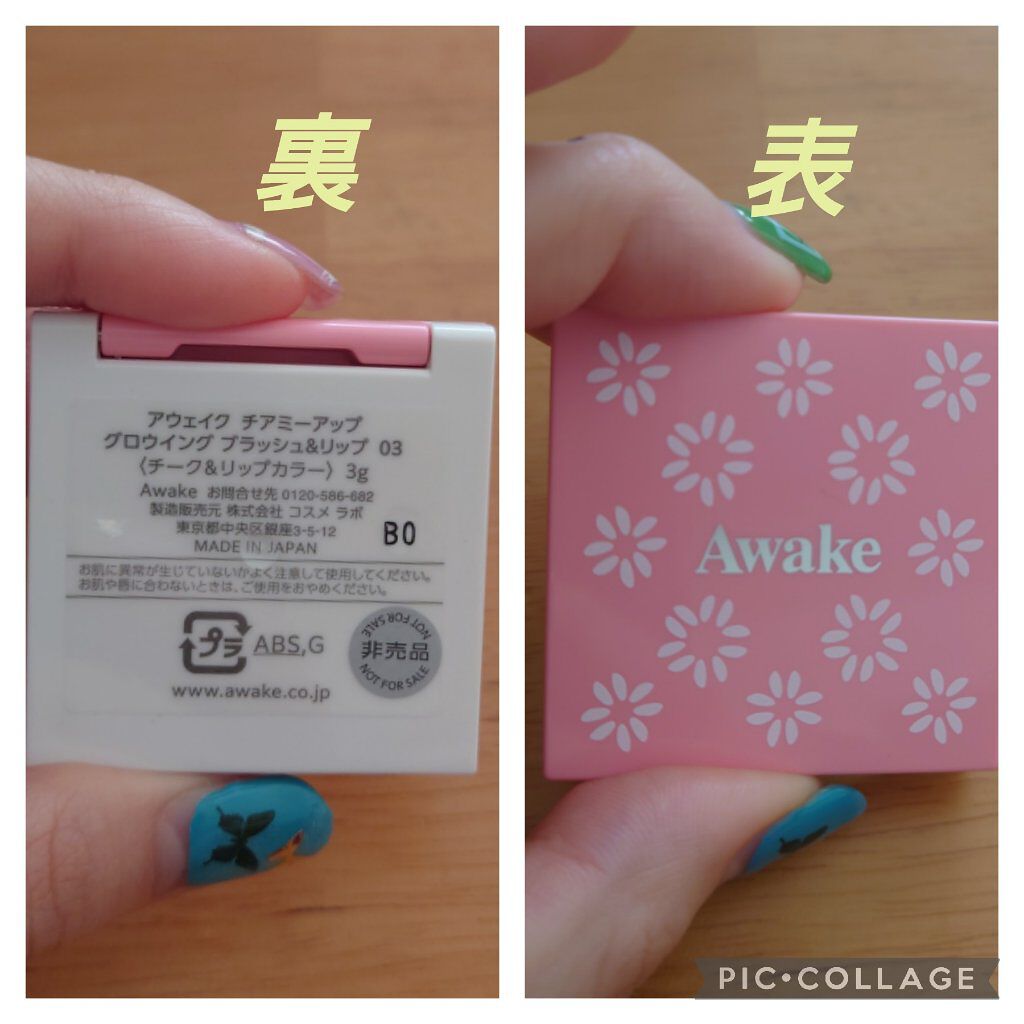 裏
アウェイク チアミーアップ
グロウイング ブラッシュ&リップ 03
〈チーク&リップカラー〉 3g
Awake お問合せ先 0120-586-682
製造販売元 株式会社 コスメ ラボ
東京都中央区銀座3-5-12
MADE IN JAPAN
B0
お肌に異常が生じていないかよく注意して使用してください。
お肌や唇に合わないときは、ご使用をおやめください。
プラ ABS,G
NOT FOR SALE
非売品
NOT FOR SALE
www.awake.co.jp
表
Awake
PIC•COLLAGE